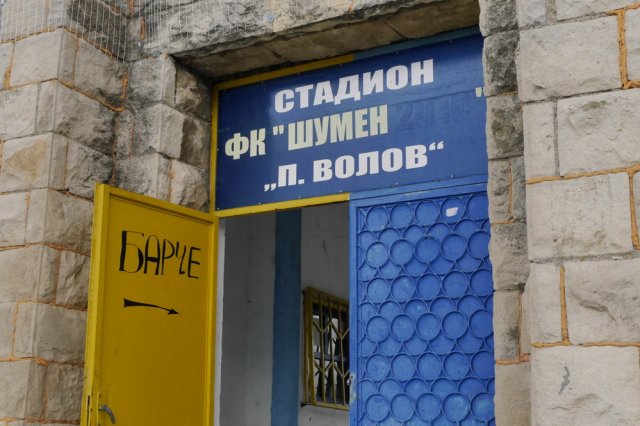 СТАДИОН
ФК "ШУМЕН "
„П. ВОЛОВ“
БАРЧЕ